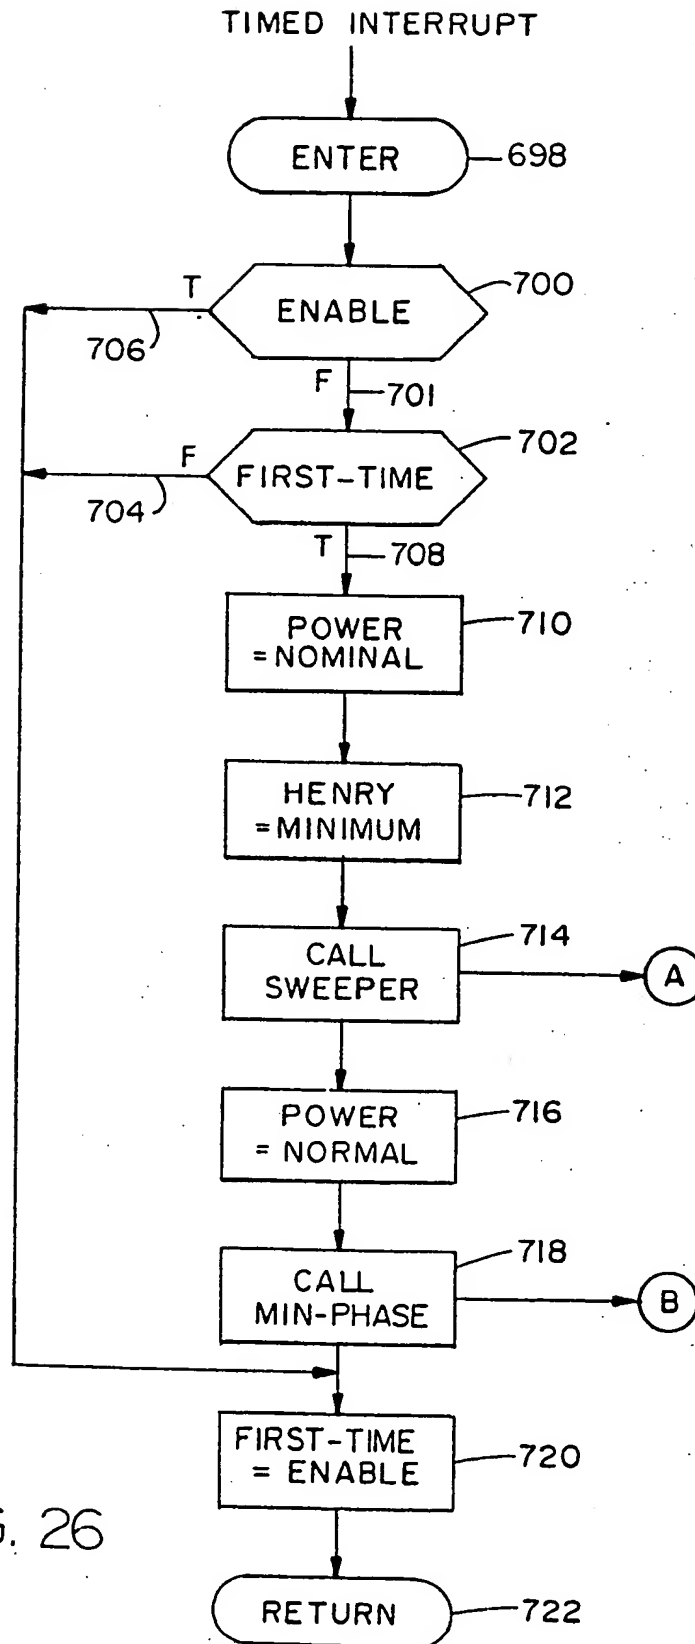 TIMED INTERRUPT
ENTER 698
T ENABLE 700
706
F 701
F FIRST-TIME 702
704
T 708
POWER 710
=NOMINAL
HENRY 712
=MINIMUM
CALL 714
SWEEPER A
POWER 716
= NORMAL
CALL 718
MIN-PHASE B
FIRST-TIME 720
= ENABLE
G. 26
RETURN 722